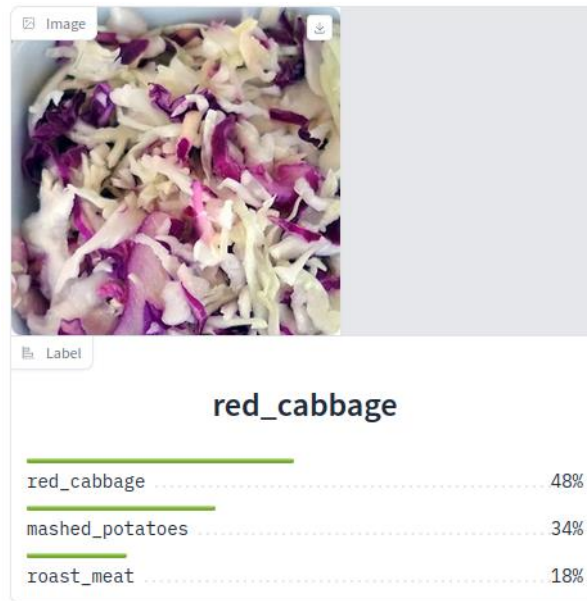 Image
Label
red_cabbage
red_cabbage 48%
mashed_potatoes 34%
roast_meat 18%